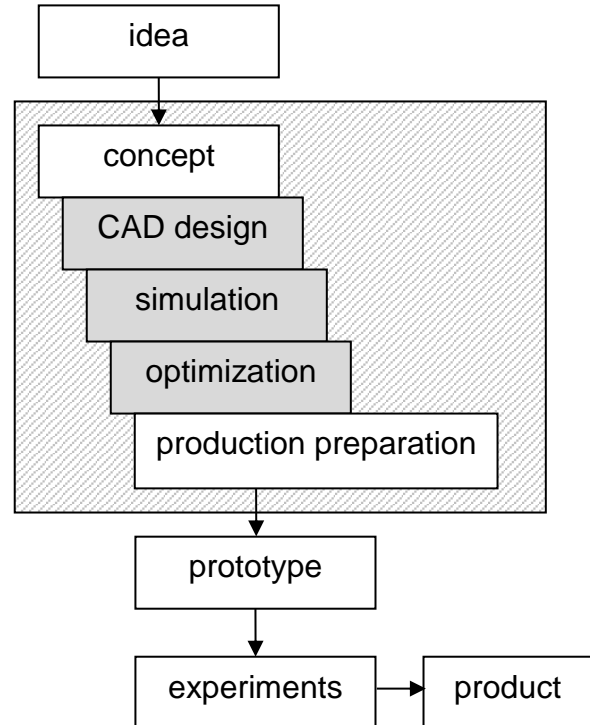 idea
concept
CAD design
simulation
optimization
production preparation
prototype
experiments
product